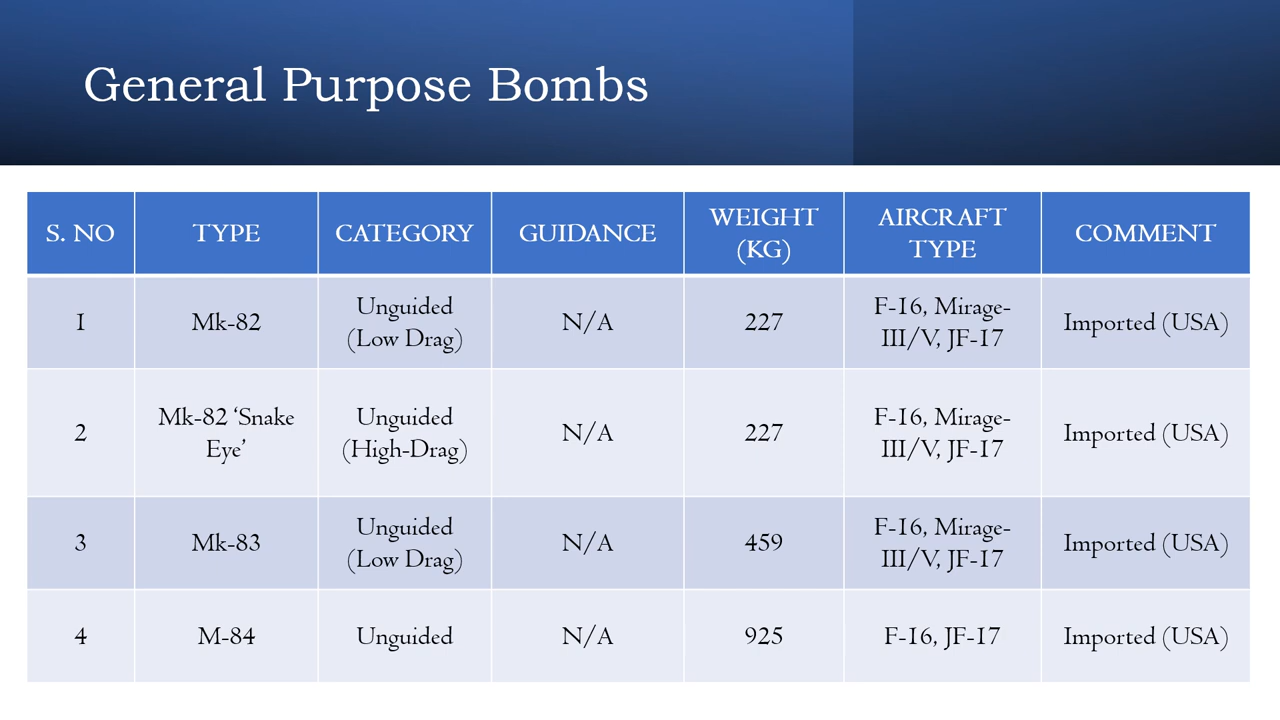 General Purpose Bombs
S. NO
TYPE
CATEGORY
GUIDANCE
WEIGHT
(KG)
AIRCRAFT
TYPE
COMMENT
1
Mk-82
Unguided
(Low Drag)
N/A
227
F-16, Mirage-
III/V, JF-17
Imported (USA)
2
Mk-82 ‘Snake
Eye’
Unguided
(High-Drag)
N/A
227
F-16, Mirage-
III/V, JF-17
Imported (USA)
3
Mk-83
Unguided
(Low Drag)
N/A
459
F-16, Mirage-
III/V, JF-17
Imported (USA)
4
M-84
Unguided
N/A
925
F-16, JF-17
Imported (USA)